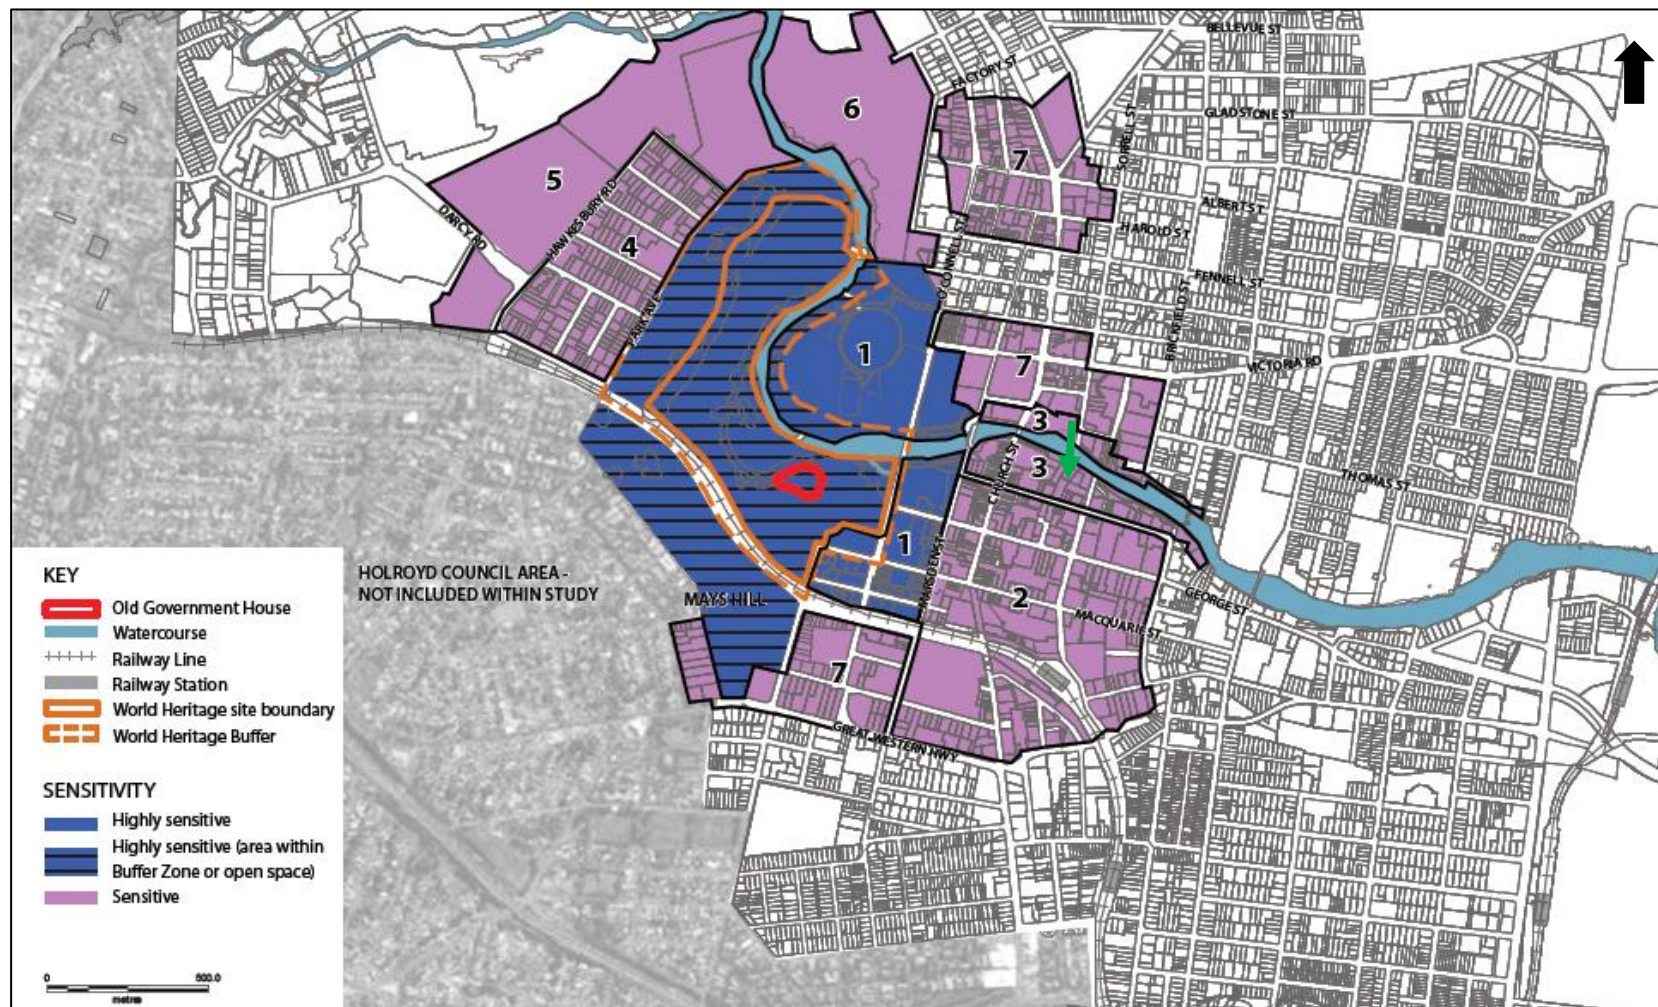 BELLEVUE ST
FACTORY ST
GLADSTONE ST
SORRELL ST
6
7
5
HAWKESBURY RD
DARCY RD
4
ALBERT ST
HAROLD ST
O'CONNELL ST
FENNELL ST
BRICKFIELD ST
PARK AVE
1
7
VICTORIA RD
3
3
CHURCH ST
THOMAS ST
1
MARSDEN ST
2
GEORGE ST
MACQUARIE ST
MAYS HILL
7
GREAT WESTERN HWY
HOLROYD COUNCIL AREA -
NOT INCLUDED WITHIN STUDY
KEY
Old Government House
Watercourse
Railway Line
Railway Station
World Heritage site boundary
World Heritage Buffer
SENSITIVITY
Highly sensitive
Highly sensitive (area within
Buffer Zone or open space)
Sensitive
0 500.0
metres